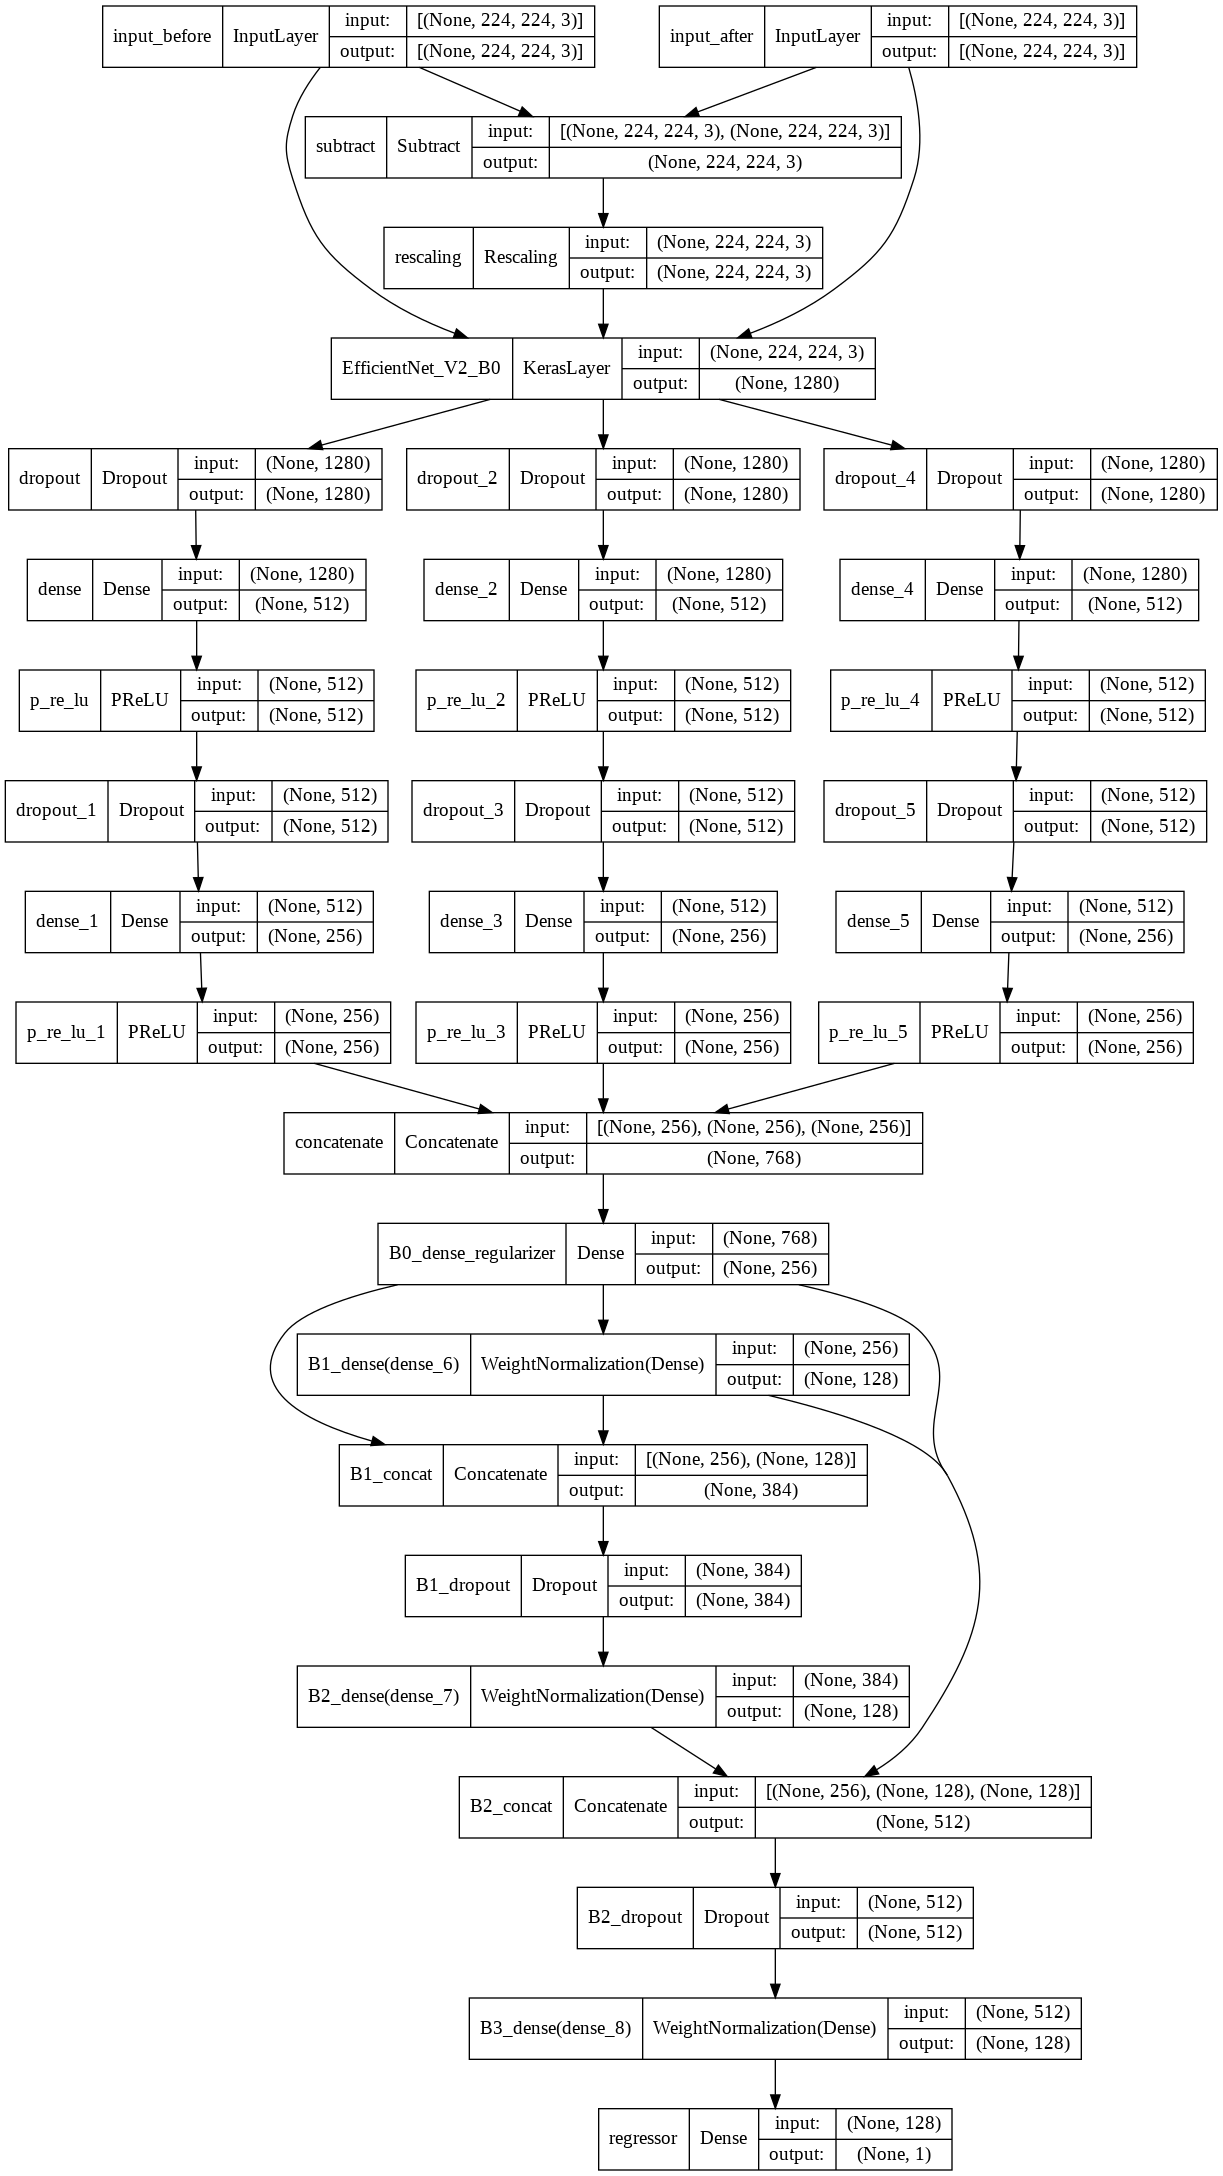 input_before InputLayer input: [(None, 224, 224, 3)]
output: [(None, 224, 224, 3)]
input_after InputLayer input: [(None, 224, 224, 3)]
output: [(None, 224, 224, 3)]
subtract Subtract input: [(None, 224, 224, 3), (None, 224, 224, 3)]
output: (None, 224, 224, 3)
rescaling Rescaling input: (None, 224, 224, 3)
output: (None, 224, 224, 3)
EfficientNet_V2_B0 KerasLayer input: (None, 224, 224, 3)
output: (None, 1280)
dropout Dropout input: (None, 1280)
output: (None, 1280)
dropout_2 Dropout input: (None, 1280)
output: (None, 1280)
dropout_4 Dropout input: (None, 1280)
output: (None, 1280)
dense Dense input: (None, 1280)
output: (None, 512)
dense_2 Dense input: (None, 1280)
output: (None, 512)
dense_4 Dense input: (None, 1280)
output: (None, 512)
p_re_lu PReLU input: (None, 512)
output: (None, 512)
p_re_lu_2 PReLU input: (None, 512)
output: (None, 512)
p_re_lu_4 PReLU input: (None, 512)
output: (None, 512)
dropout_1 Dropout input: (None, 512)
output: (None, 512)
dropout_3 Dropout input: (None, 512)
output: (None, 512)
dropout_5 Dropout input: (None, 512)
output: (None, 512)
dense_1 Dense input: (None, 512)
output: (None, 256)
dense_3 Dense input: (None, 512)
output: (None, 256)
dense_5 Dense input: (None, 512)
output: (None, 256)
p_re_lu_1 PReLU input: (None, 256)
output: (None, 256)
p_re_lu_3 PReLU input: (None, 256)
output: (None, 256)
p_re_lu_5 PReLU input: (None, 256)
output: (None, 256)
concatenate Concatenate input: [(None, 256), (None, 256), (None, 256)]
output: (None, 768)
B0_dense_regularizer Dense input: (None, 768)
output: (None, 256)
B1_dense(dense_6) WeightNormalization(Dense) input: (None, 256)
output: (None, 128)
B1_concat Concatenate input: [(None, 256), (None, 128)]
output: (None, 384)
B1_dropout Dropout input: (None, 384)
output: (None, 384)
B2_dense(dense_7) WeightNormalization(Dense) input: (None, 384)
output: (None, 128)
B2_concat Concatenate input: [(None, 256), (None, 128), (None, 128)]
output: (None, 512)
B2_dropout Dropout input: (None, 512)
output: (None, 512)
B3_dense(dense_8) WeightNormalization(Dense) input: (None, 512)
output: (None, 128)
regressor Dense input: (None, 128)
output: (None, 1)